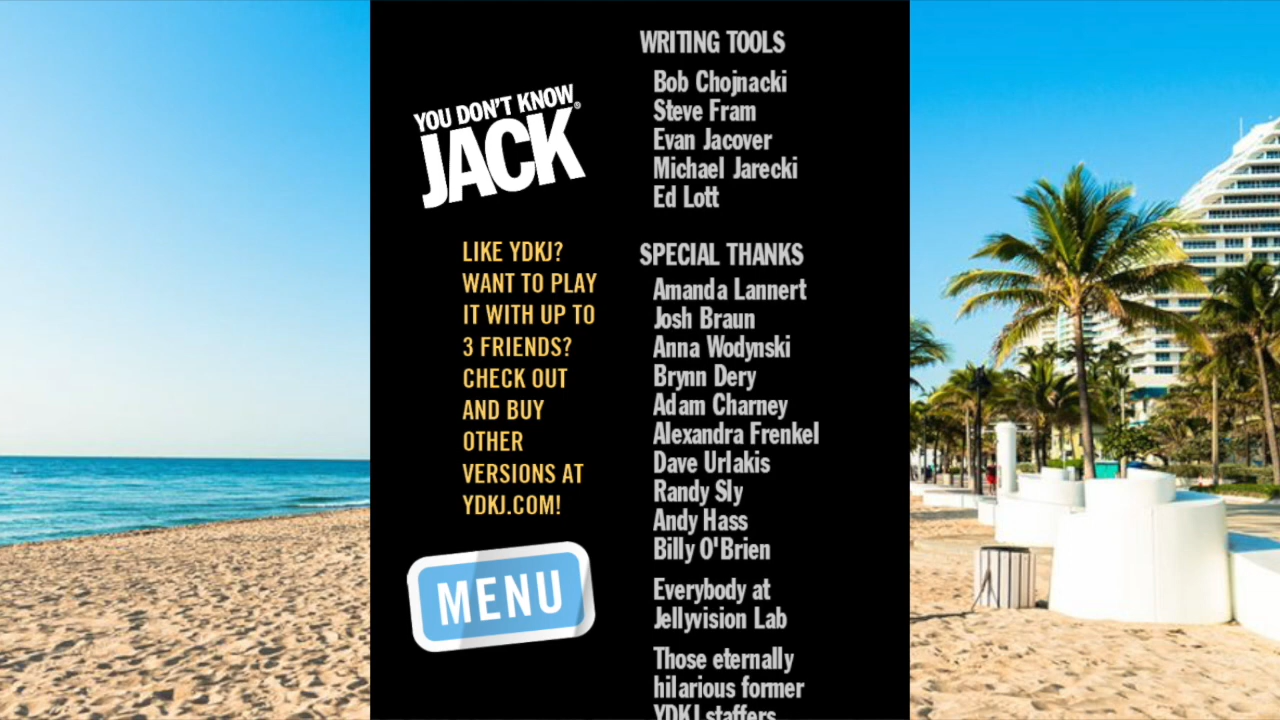 YOU DON'T KNOW
JACK®
LIKE YDKJ?
WANT TO PLAY
IT WITH UP TO
3 FRIENDS?
CHECK OUT
AND BUY
OTHER
VERSIONS AT
YDKJ.COM!
MENU
WRITING TOOLS
Bob Chojnacki
Steve Fram
Evan Jacover
Michael Jarecki
Ed Lott
SPECIAL THANKS
Amanda Lannert
Josh Braun
Anna Wodynski
Brynn Dery
Adam Charney
Alexandra Frenkel
Dave Urlakis
Randy Sly
Andy Hass
Billy O'Brien
Everybody at
Jellyvision Lab
Those eternally
hilarious former
YDKJ staffers